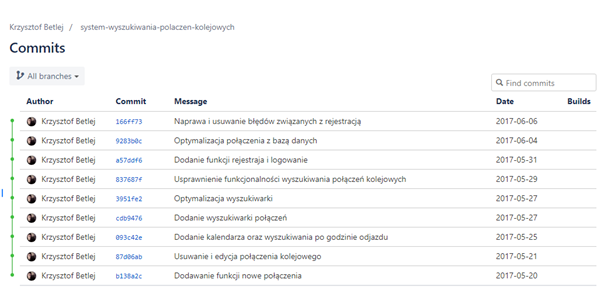 Krzysztof Betlej / system-wyszukiwania-polaczen-kolejowych
Commits
All branches
Find commits
Author Commit Message Date Builds
Krzysztof Betlej 166ff73 Naprawa i usuwanie błędów związanych z rejestracją 2017-06-06
Krzysztof Betlej 9283b0c Optymalizacja połączenia z bazą danych 2017-06-04
Krzysztof Betlej a57ddf6 Dodanie funkcji rejestraja i logowanie 2017-05-31
Krzysztof Betlej 837687f Usprawnienie funkcjonalności wyszukiwania połączeń kolejowych 2017-05-29
Krzysztof Betlej 3951fe2 Optymalizacja wyszukiwarki 2017-05-27
Krzysztof Betlej cdb9476 Dodanie wyszukiwarki połączeń 2017-05-27
Krzysztof Betlej 093c42e Dodanie kalendarza oraz wyszukiwania po godzinie odjazdu 2017-05-25
Krzysztof Betlej 87d06ab Usuwanie i edycja połączenia kolejowego 2017-05-21
Krzysztof Betlej b138a2c Dodawanie funkcji nowe połączenia 2017-05-20